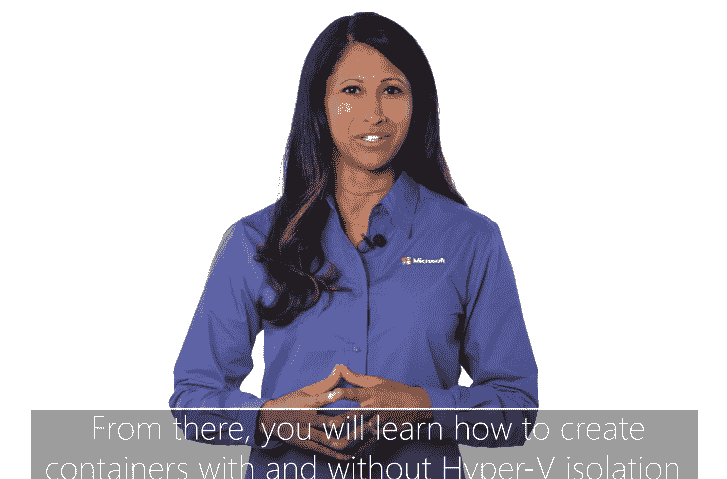 Microsoft
From there, you will learn how to create
containers with and without Hyper-V isolation